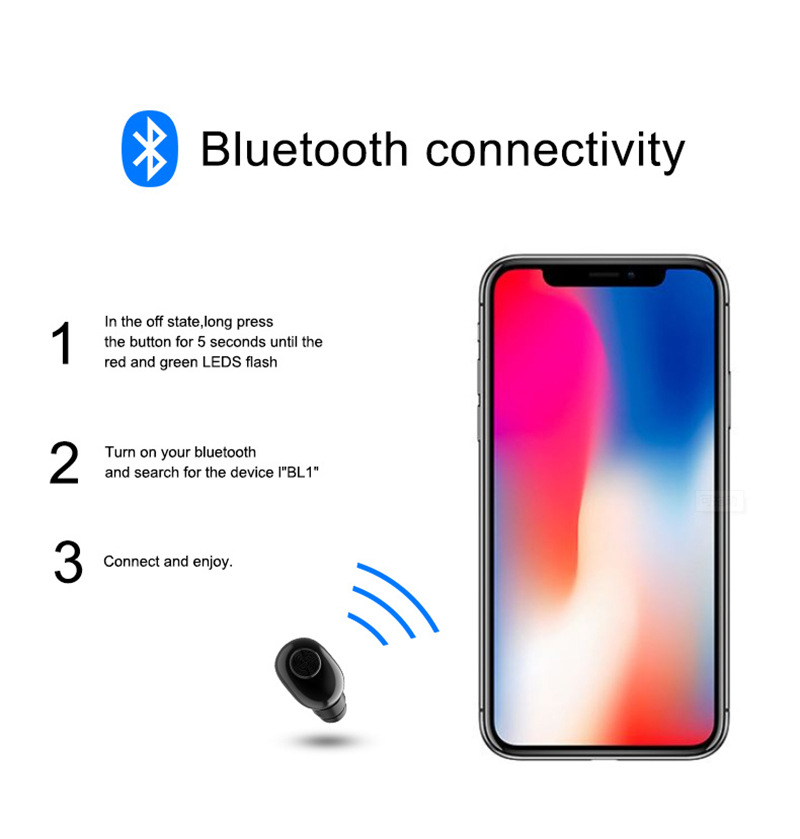 Bluetooth connectivity
1
In the off state,long press
the button for 5 seconds until the
red and green LEDS flash
2
Turn on your bluetooth
and search for the device l"BL1"
3
Connect and enjoy.